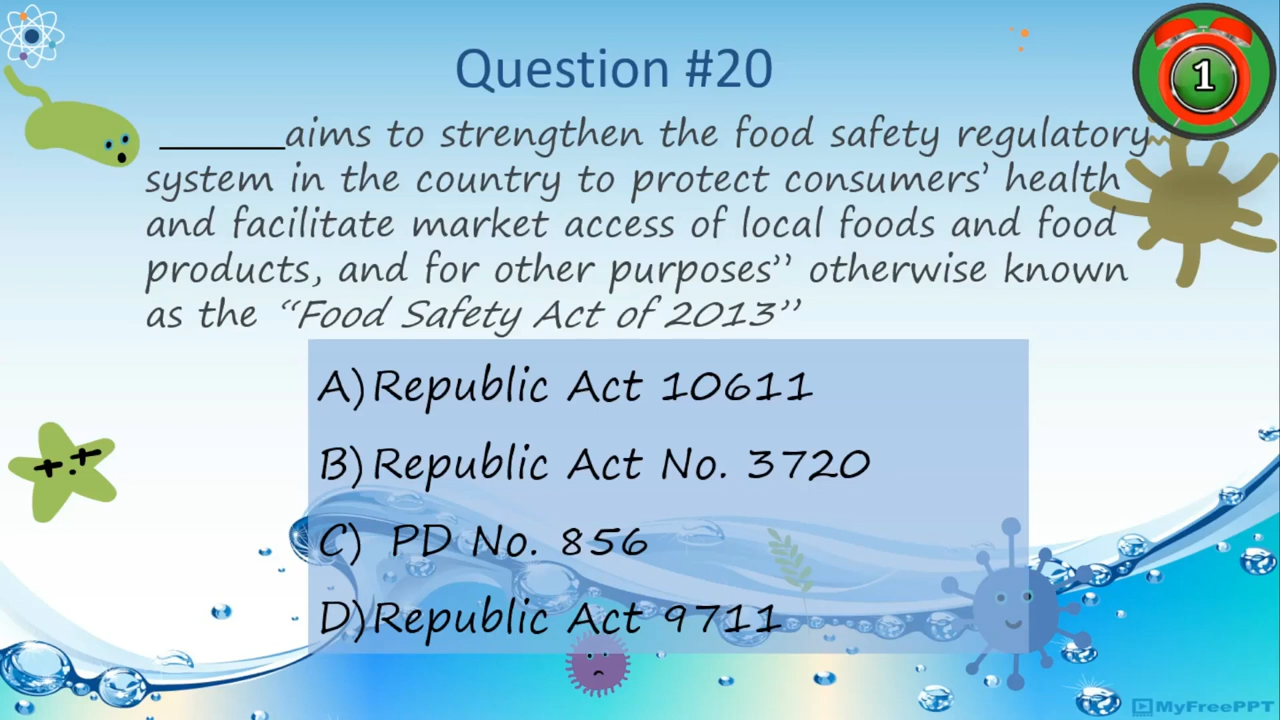 Question #20
1
______aims to strengthen the food safety regulatory
system in the country to protect consumers’ health
and facilitate market access of local foods and food
products, and for other purposes’’ otherwise known
as the “Food Safety Act of 2013’’
A) Republic Act 10611
B) Republic Act No. 3720
C) PD No. 856
D) Republic Act 9711
MyFreePPT